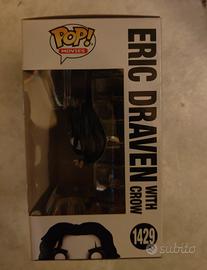 POP!
MOVIES
ERIC DRAVEN
WITH
CROW
1429
subito